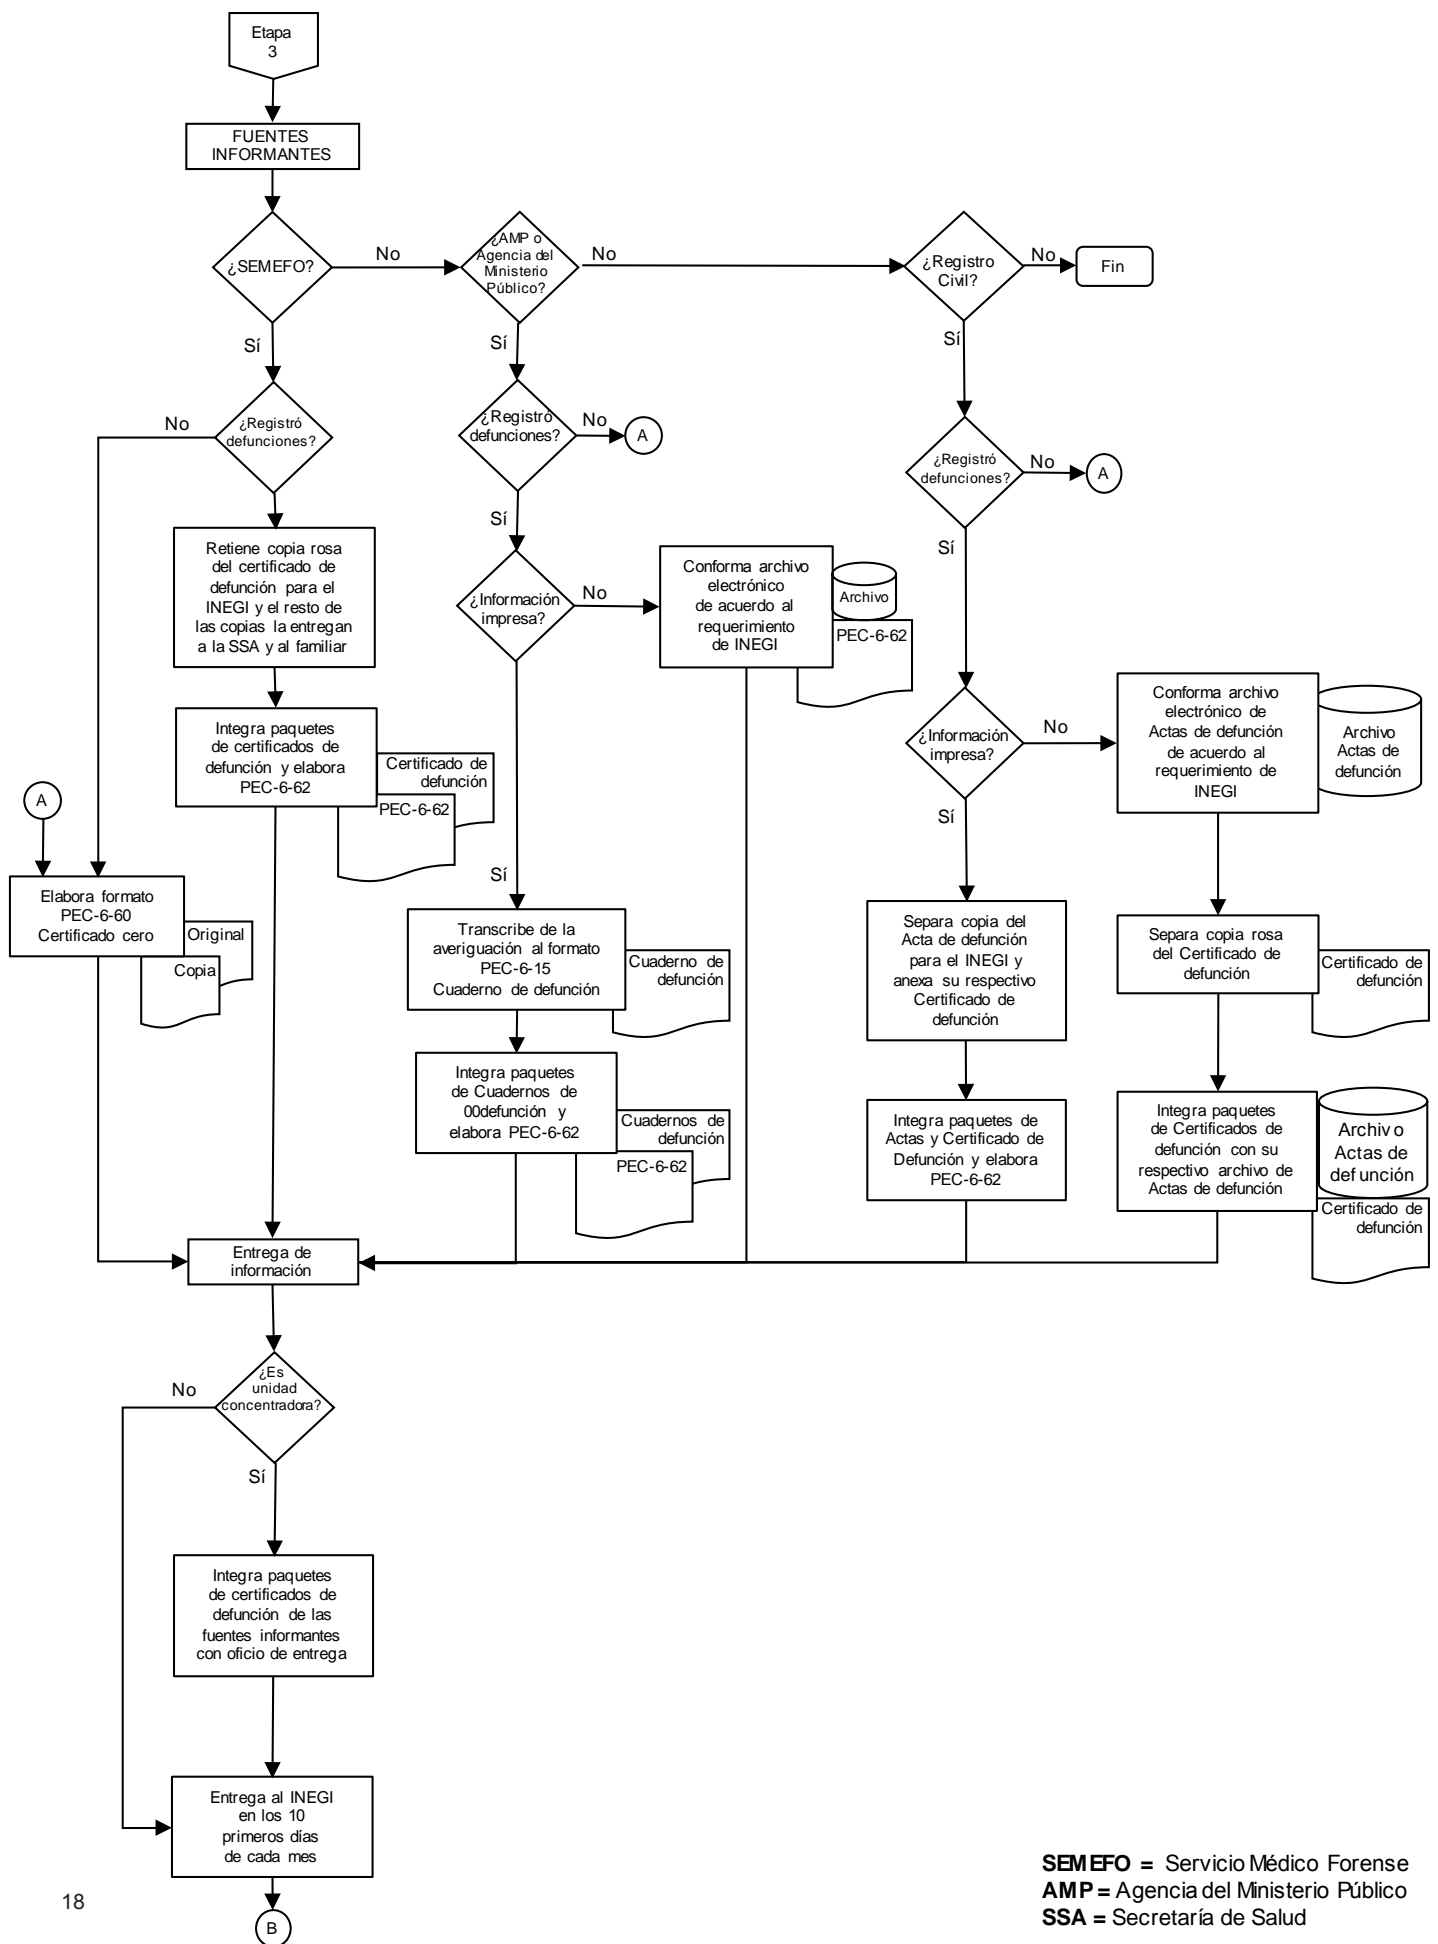 Etapa
3
FUENTES
INFORMANTES
¿SEMEFO?
No
¿AMP o
Agencia del
Ministerio
Público?
No
¿Registro
Civil?
No
Fin
Sí
Sí
Sí
No
¿Registró
defunciones?
¿Registró
defunciones?
No
A
¿Registró
defunciones?
No
A
Sí
Sí
Retiene copia rosa
del certificado de
defunción para el
INEGI y el resto de
las copias la entregan
a la SSA y al familiar
¿Información
impresa?
No
Conforma archivo
electrónico
de acuerdo al
requerimiento
de INEGI
Archivo
PEC-6-62
Integra paquetes
de certificados de
defunción y elabora
PEC-6-62
Certificado de
defunción
PEC-6-62
¿Información
impresa?
No
Conforma archivo
electrónico de
Actas de defunción
de acuerdo al
requerimiento de
INEGI
Archivo
Actas de
defunción
A
Sí
Sí
Elabora formato
PEC-6-60
Certificado cero
Original
Copia
Transcribe de la
averiguación al formato
PEC-6-15
Cuaderno de defunción
Cuaderno de
defunción
Separa copia del
Acta de defunción
para el INEGI y
anexa su respectivo
Certificado de
defunción
Separa copia rosa
del Certificado de
defunción
Certificado de
defunción
Integra paquetes
de Cuadernos de
00defunción y
elabora PEC-6-62
Cuadernos de
defunción
PEC-6-62
Integra paquetes de
Actas y Certificado de
Defunción y elabora
PEC-6-62
Integra paquetes
de Certificados de
defunción con su
respectivo archivo de
Actas de defunción
Archivo
Actas de
defunción
Certificado de
defunción
Entrega de
información
¿Es
unidad
concentradora?
No
Sí
Integra paquetes
de certificados de
defunción de las
fuentes informantes
con oficio de entrega
Entrega al INEGI
en los 10
primeros días
de cada mes
B
SEMEFO = Servicio Médico Forense
AMP = Agencia del Ministerio Público
SSA = Secretaría de Salud
18